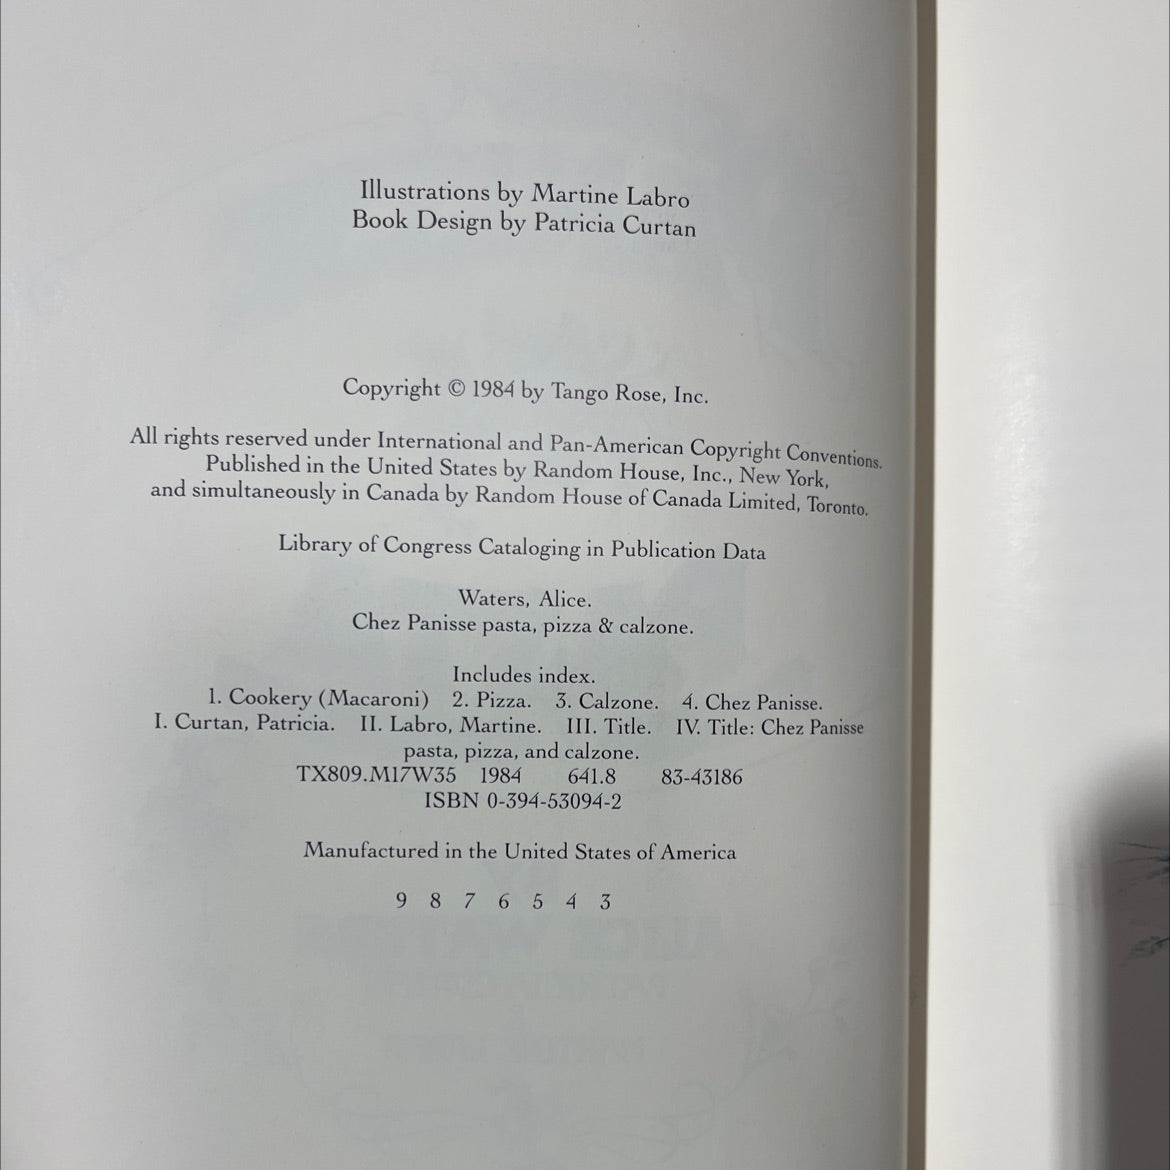 Illustrations by Martine Labro
Book Design by Patricia Curtan
Copyright © 1984 by Tango Rose, Inc.
All rights reserved under International and Pan-American Copyright Conventions.
Published in the United States by Random House, Inc., New York,
and simultaneously in Canada by Random House of Canada Limited, Toronto.
Library of Congress Cataloging in Publication Data
Waters, Alice.
Chez Panisse pasta, pizza & calzone.
Includes index.
1. Cookery (Macaroni) 2. Pizza. 3. Calzone. 4. Chez Panisse.
I. Curtan, Patricia. II. Labro, Martine. III. Title. IV. Title: Chez Panisse
pasta, pizza, and calzone.
TX809.M17W35 1984 641.8 83-43186
ISBN 0-394-53094-2
Manufactured in the United States of America
9 8 7 6 5 4 3